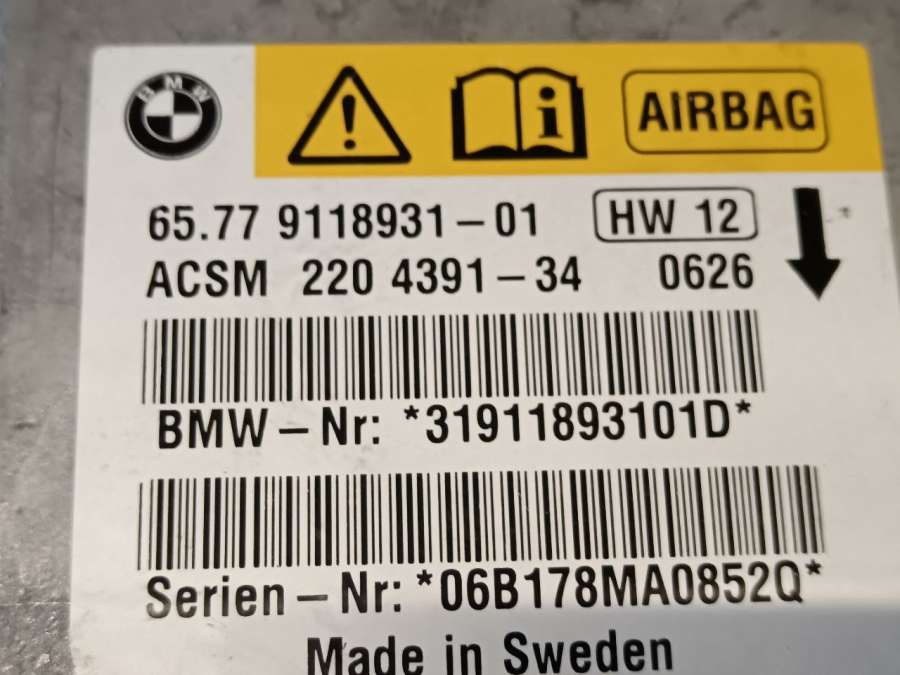 BMW
AIRBAG
65.77 9118931-01 HW 12
ACSM 220 4391-34 0626
BMW-Nr: *31911893101D*
Serien-Nr: *06B178MA0852Q*
Made in Sweden